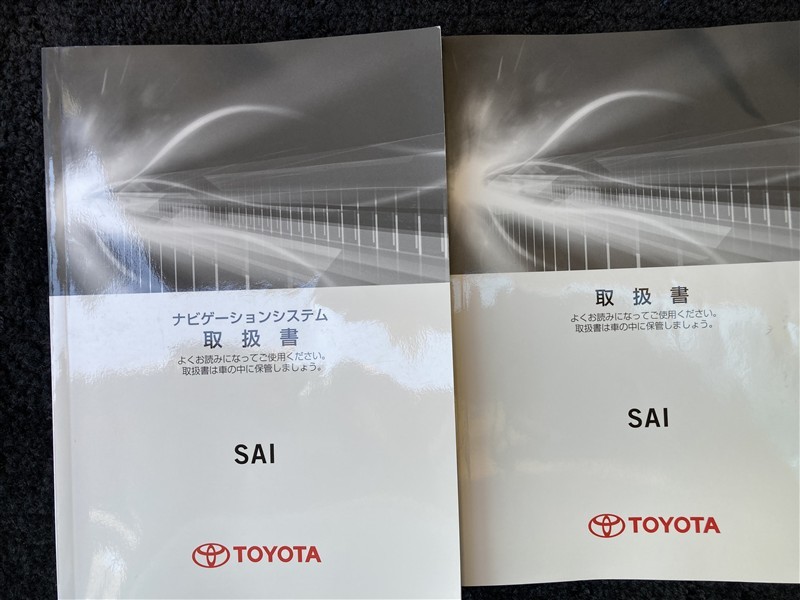 ナビゲーションシステム
取扱書
よくお読みになってご使用ください。
取扱書は車の中に保管しましょう。
SAI
TOYOTA
取扱書
よくお読みになってご使用ください。
取扱書は車の中に保管しましょう。
SAI
TOYOTA